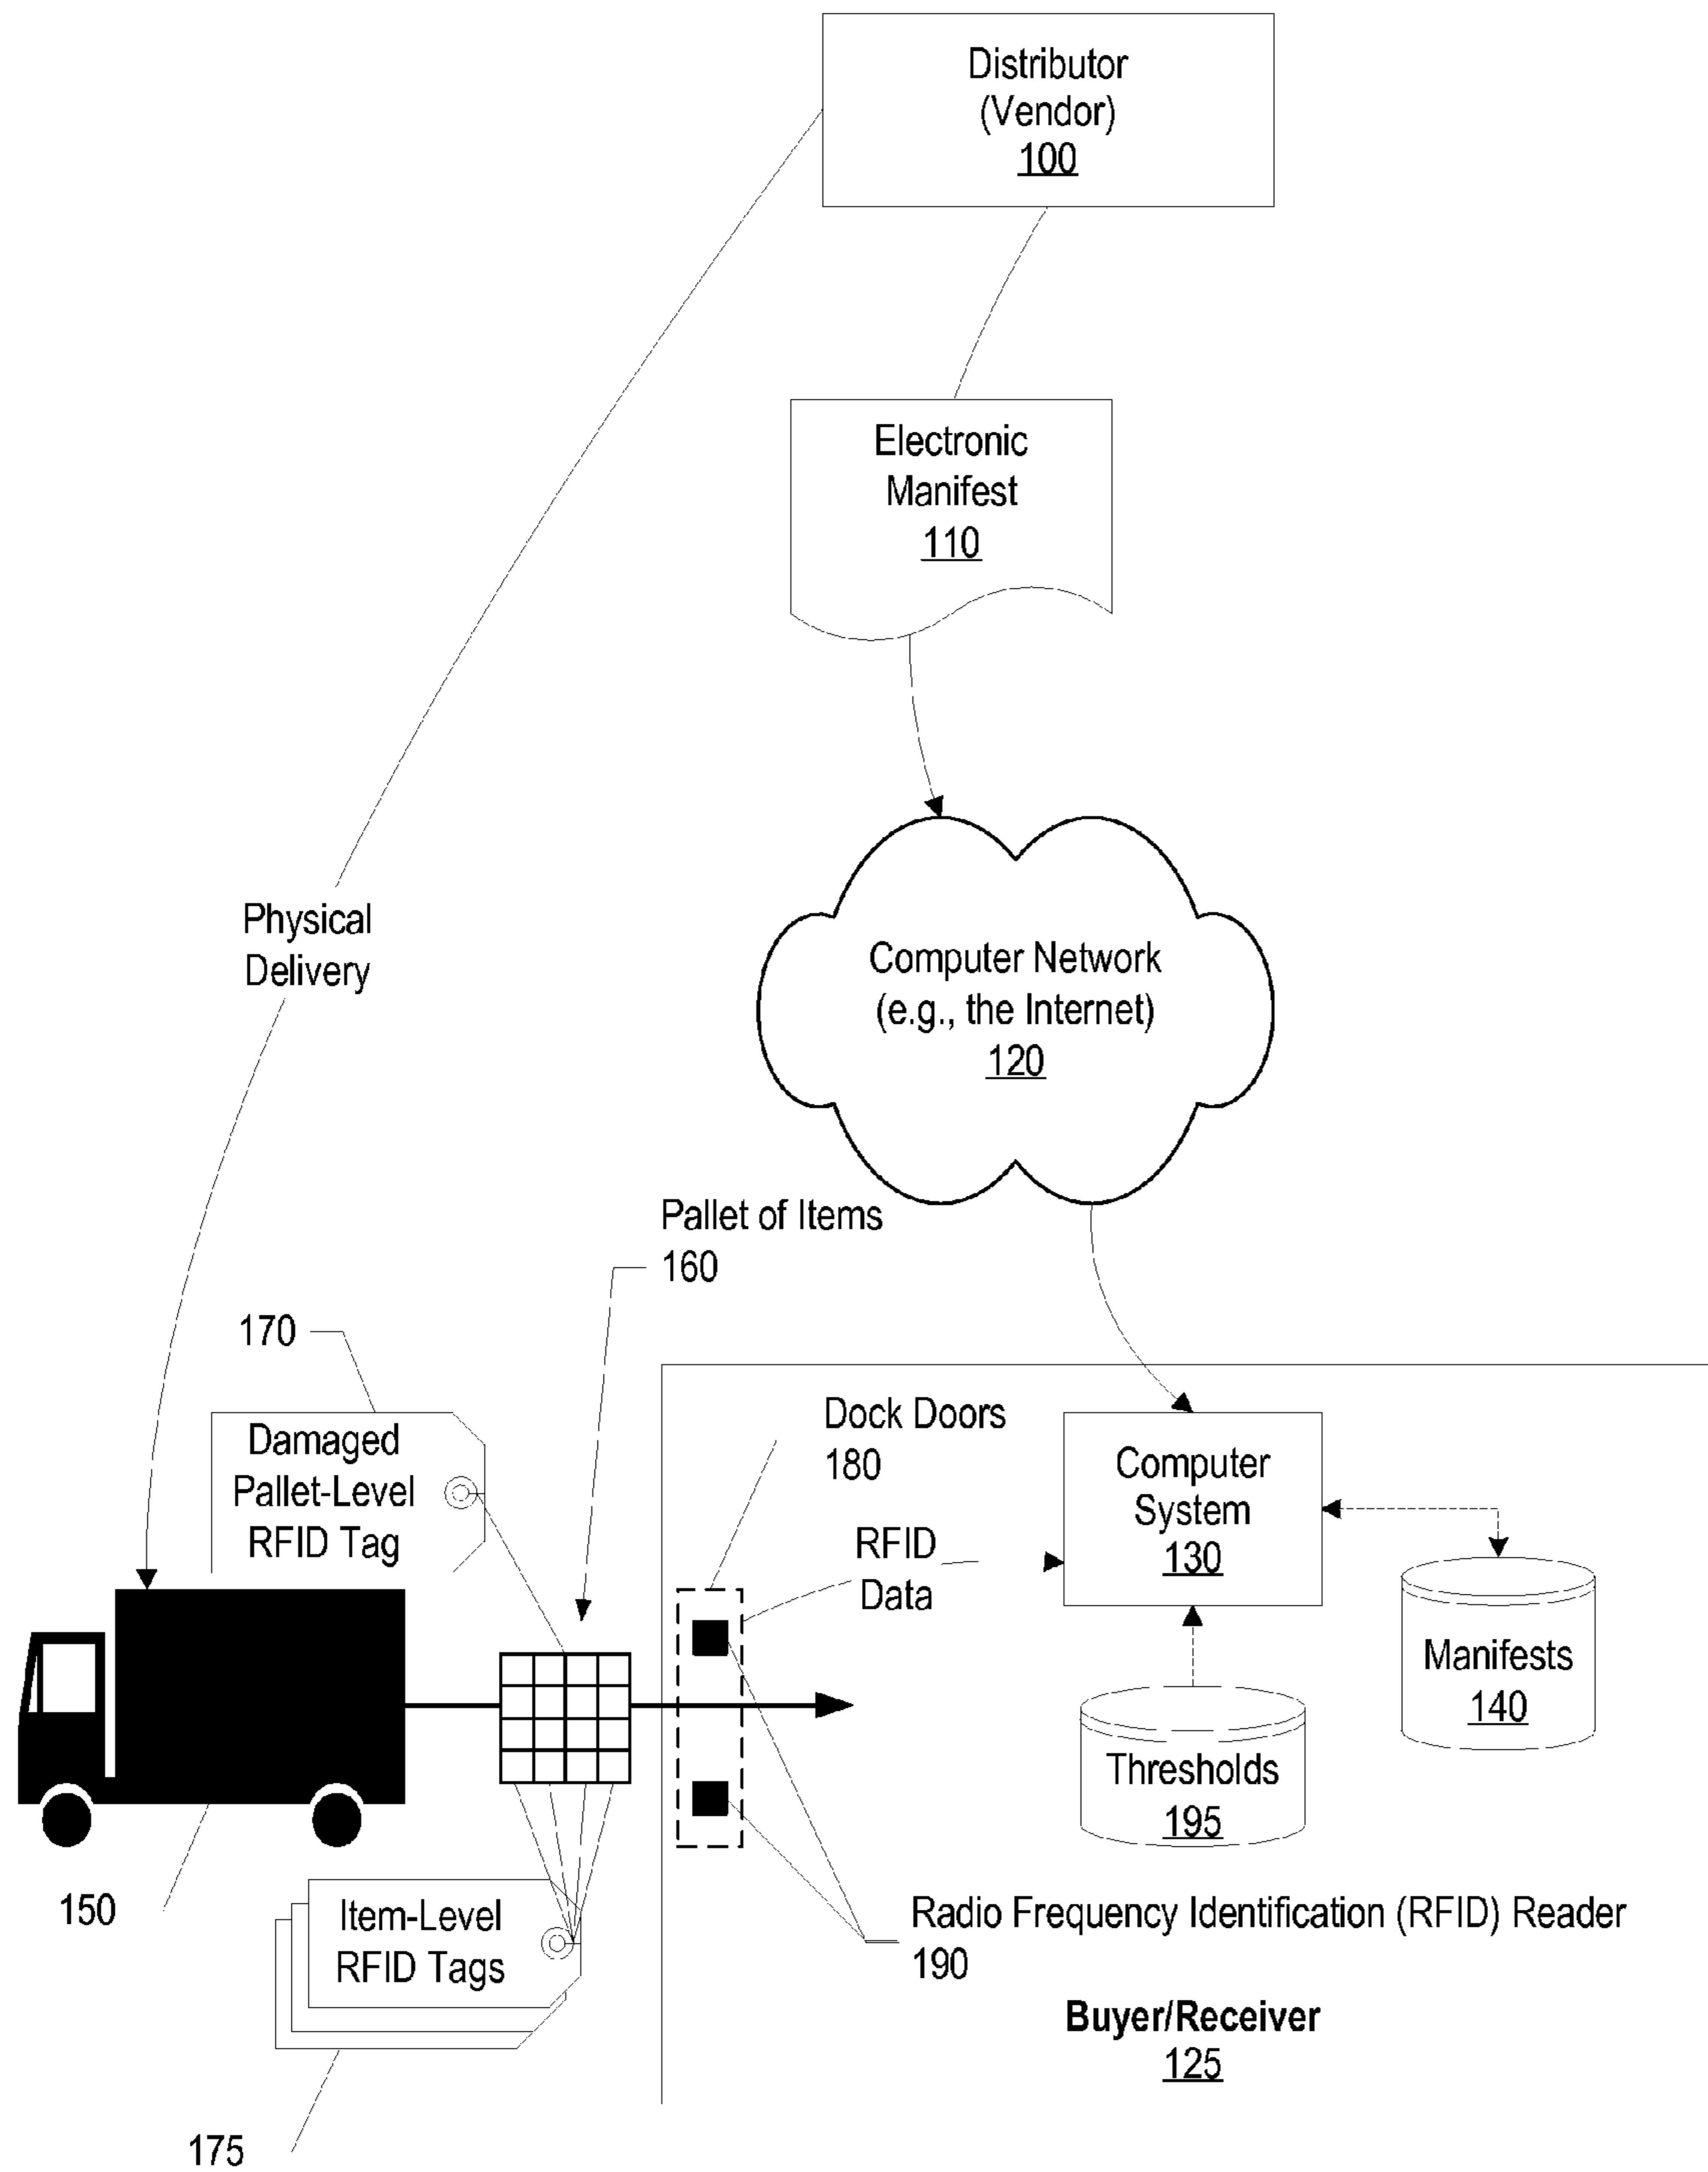 Distributor
(Vendor)
100
Electronic
Manifest
110
Physical
Delivery
Computer Network
(e.g., the Internet)
120
Pallet of Items
160
170
Damaged
Pallet-Level
RFID Tag
Dock Doors
180
Computer
System
130
RFID
Data
Manifests
140
Thresholds
195
150
Item-Level
RFID Tags
Radio Frequency Identification (RFID) Reader
190
Buyer/Receiver
125
175